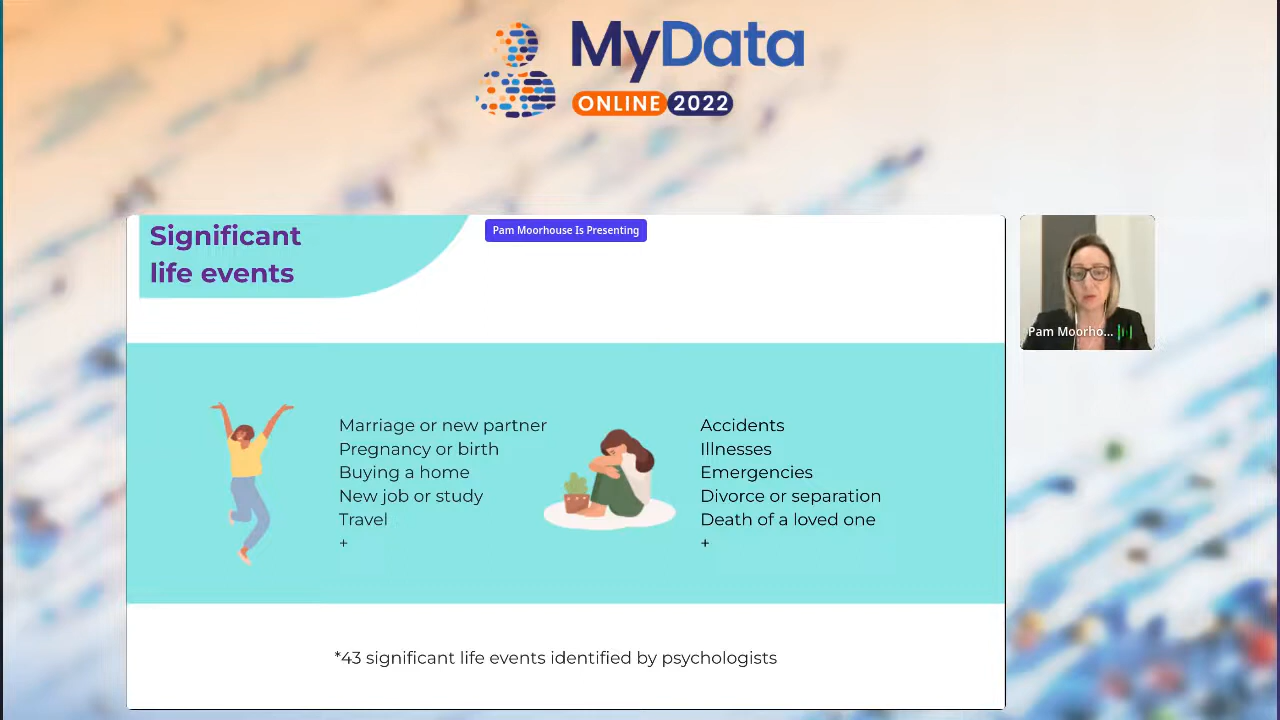 MyData
ONLINE 2022
Significant
life events
Pam Moorhouse Is Presenting
Pam Moorho...
Marriage or new partner
Pregnancy or birth
Buying a home
New job or study
Travel
+
Accidents
Illnesses
Emergencies
Divorce or separation
Death of a loved one
+
*43 significant life events identified by psychologists